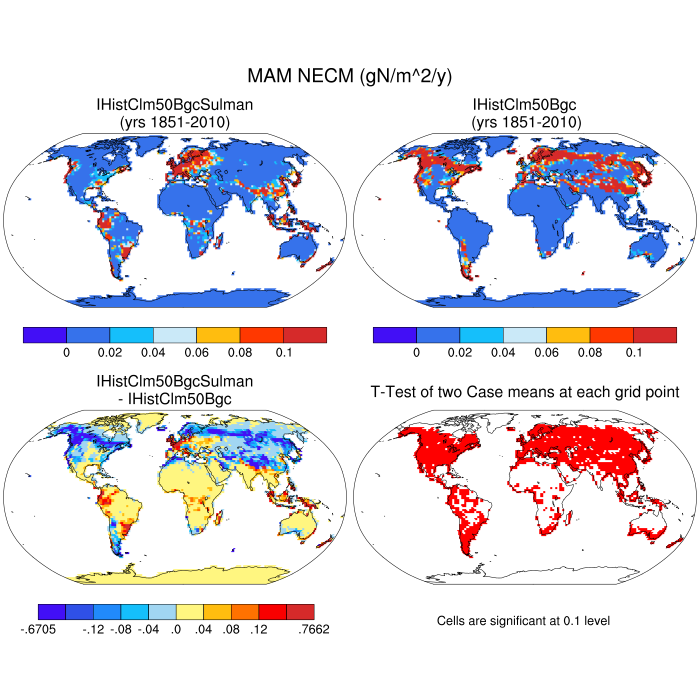 MAM NECM (gN/m^2/y)
IHistClm50BgcSulman
(yrs 1851-2010)
IHistClm50Bgc
(yrs 1851-2010)
0 0.02 0.04 0.06 0.08 0.1
0 0.02 0.04 0.06 0.08 0.1
IHistClm50BgcSulman
- IHistClm50Bgc
T-Test of two Case means at each grid point
-.6705 -.12 -.08 -.04 .0 .04 .08 .12 .7662
Cells are significant at 0.1 level